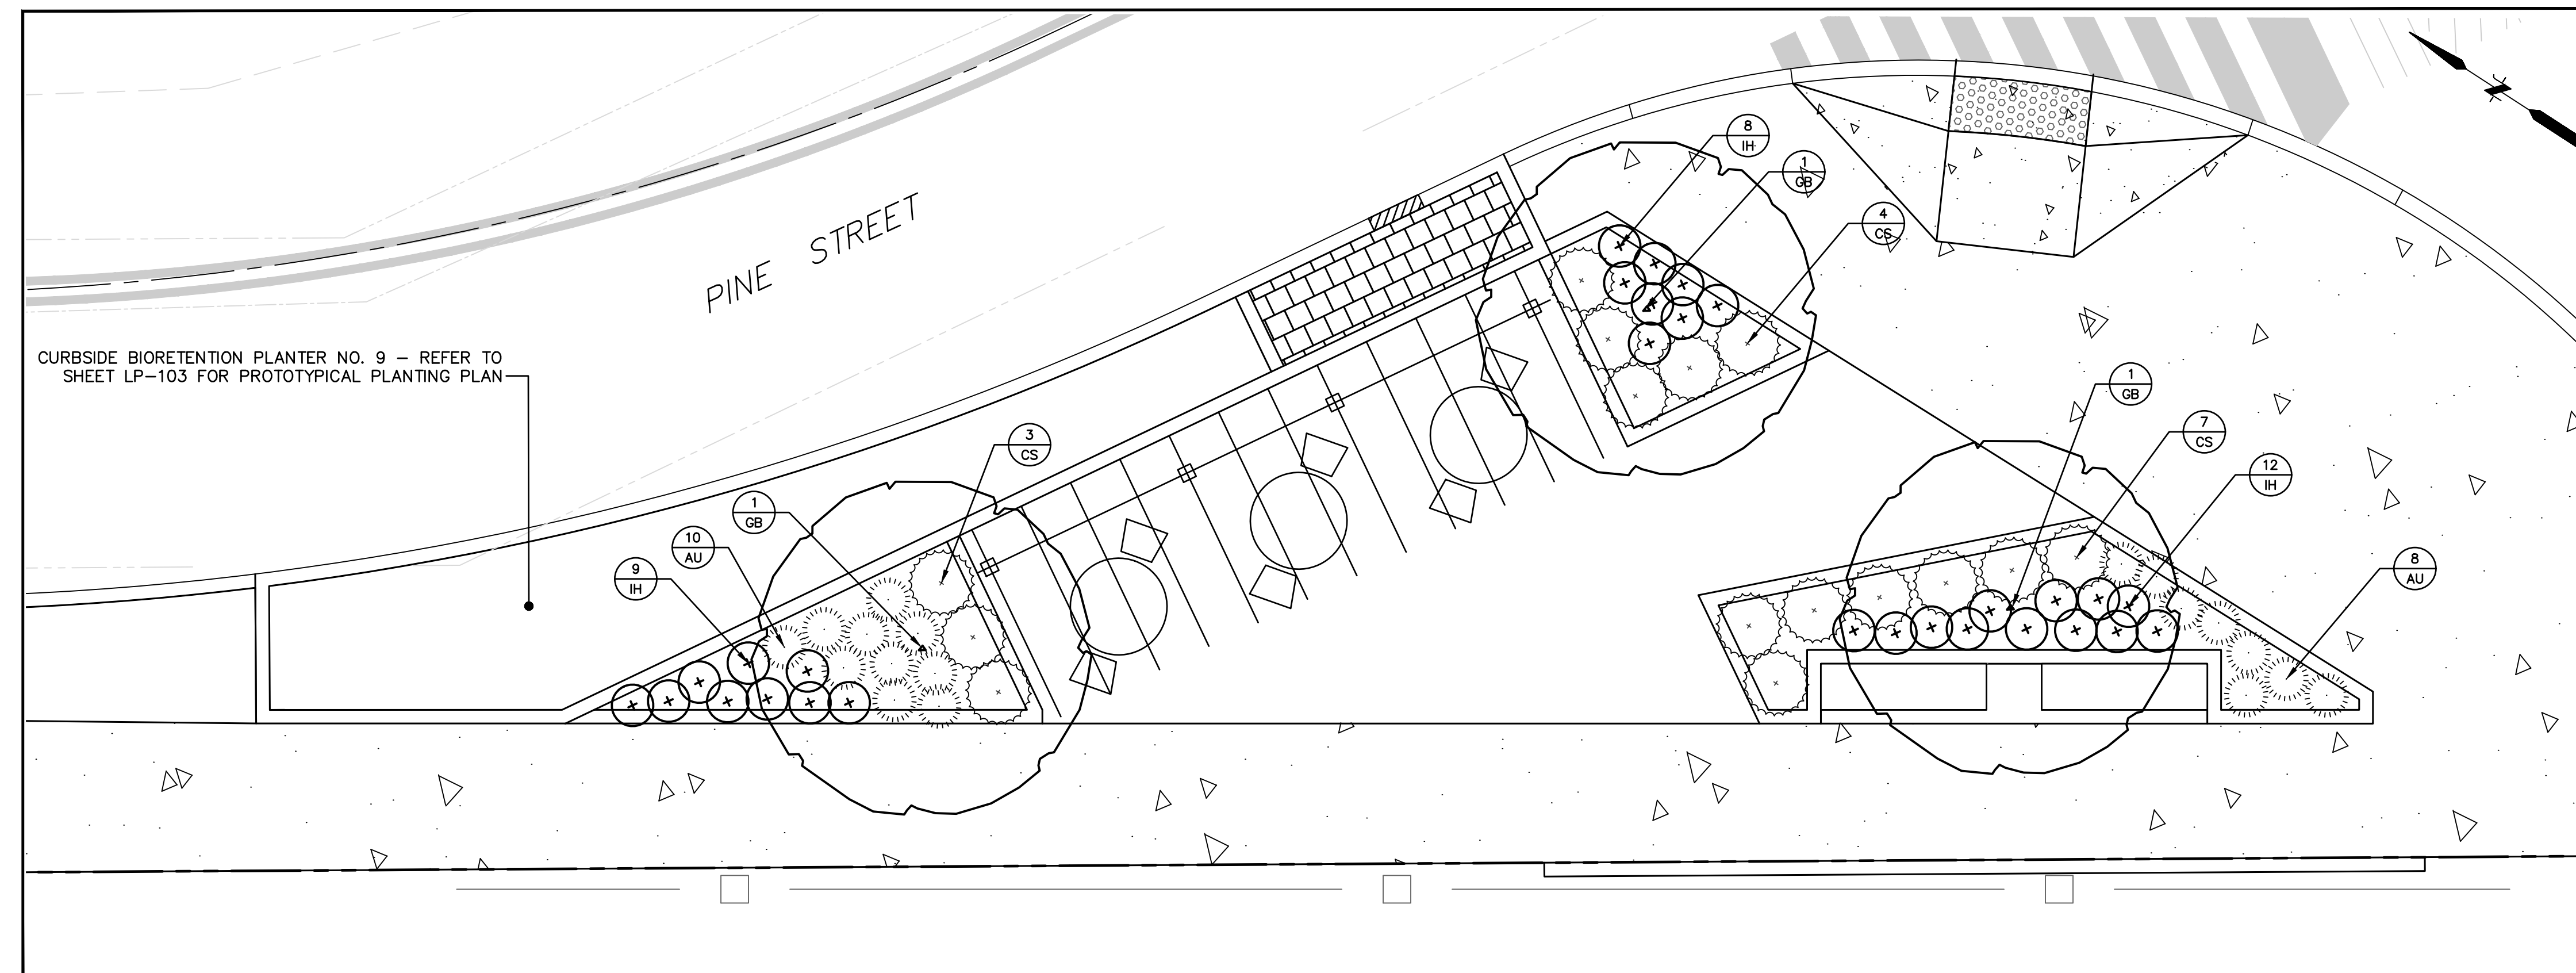 8
IH
1
GB
4
CS
PINE STREET
CURBSIDE BIORETENTION PLANTER NO. 9 – REFER TO
SHEET LP–103 FOR PROTOTYPICAL PLANTING PLAN
1
GB
7
CS
3
CS
12
IH
1
GB
10
AU
9
IH
8
AU
N